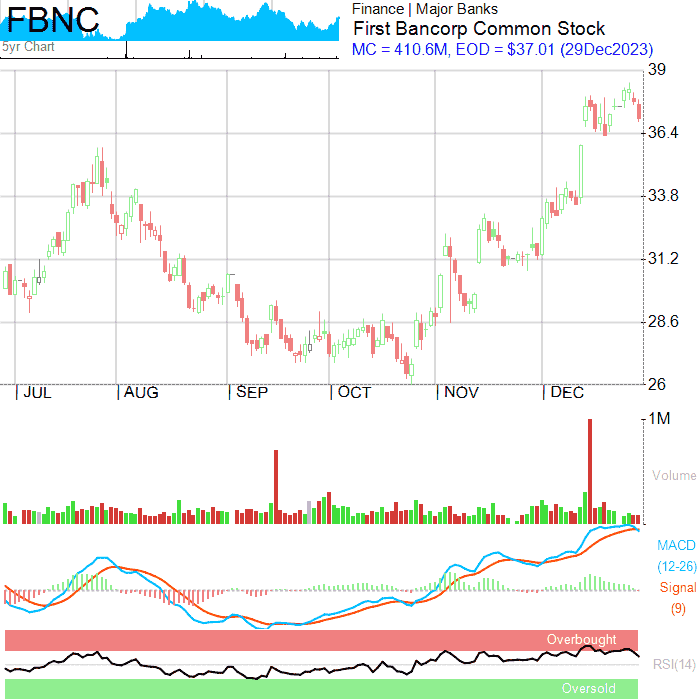 FBNC
5yr Chart
Finance | Major Banks
First Bancorp Common Stock
MC = 410.6M, EOD = $37.01 (29Dec2023)
39
36.4
33.8
31.2
28.6
26
JUL AUG SEP OCT NOV DEC
1M
Volume
MACD
(12-26)
Signal
(9)
Overbought
RSI(14)
Oversold